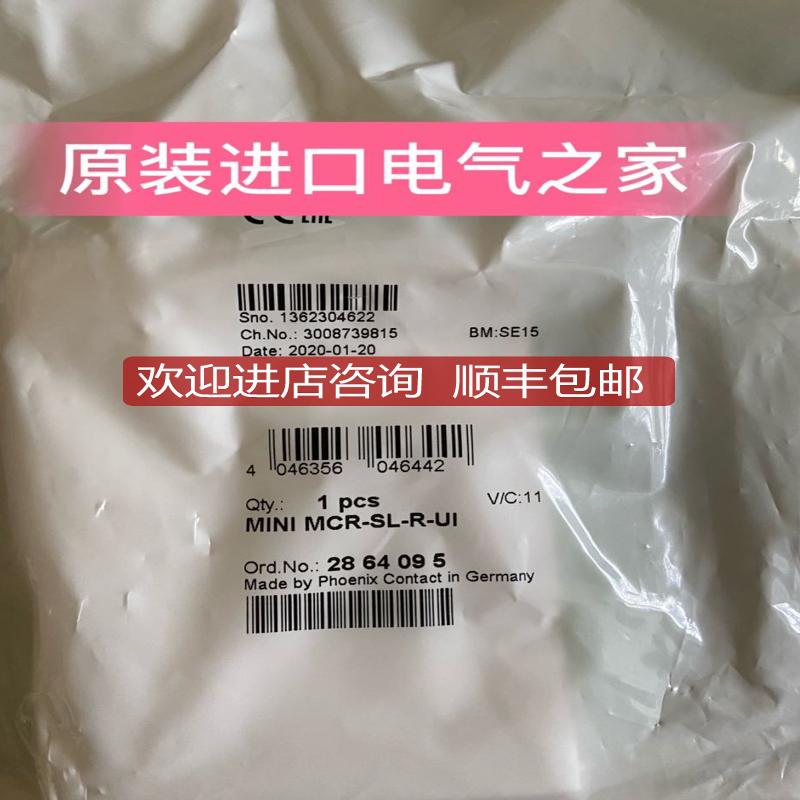 原装进口电气之家
Sno. 1362304622
Ch.No.: 3008739815 BM:SE15
Date: 2020-01-20
欢迎进店咨询 顺丰包邮
4 046356 046442
Qty.: 1 pcs V/C:11
MINI MCR-SL-R-UI
Ord.No.: 28 64 09 5
Made by Phoenix Contact in Germany